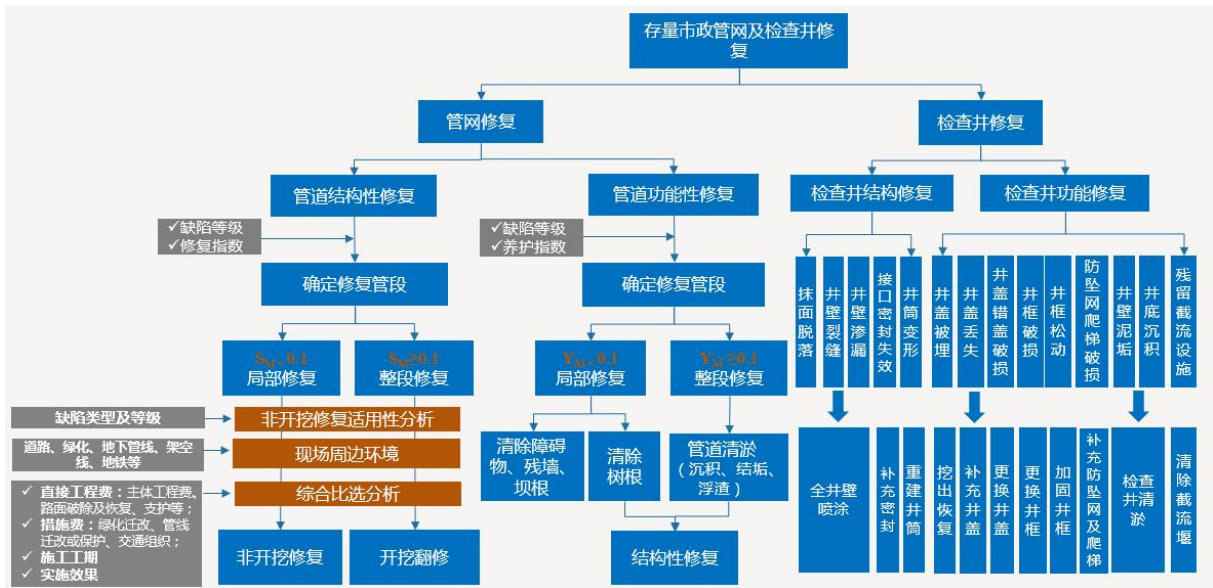 存量市政管网及检查井修
复
管网修复
检查井修复
管道结构性修复
管道功能性修复
检查井结构修复
检查井功能修复
✓缺陷等级
✓修复指数
✓缺陷等级
✓养护指数
确定修复管段
确定修复管段
抹面脱落
井壁裂缝
井壁渗漏
接口密封失效
井筒变形
井盖被埋
井盖丢失
井盖错盖破损
井框破损
井框松动
防坠网爬梯破损
井壁泥垢
井底沉积
残留截流设施
局部修复
S_M≥0.1
整段修复
局部修复
Y_M≥0.1
整段修复
缺陷类型及等级
非开挖修复适用性分析
道路、绿化、地下管线、架空
线、地铁等
现场周边环境
✓ 直接工程费：主体工程费、
路面破除及恢复、支护等；
✓ 措施费：绿化迁改、管线
迁改或保护、交通组织；
✓ 施工工期
✓ 实施效果
综合比选分析
非开挖修复
开挖翻修
清除障碍
物、残墙、
坝根
清除
树根
管道清淤
（沉积、结垢、
浮渣）
结构性修复
全井壁
喷涂
补充密封
重建井筒
挖出恢复
补充井盖
更换井盖
更换井框
加固井框
补充防坠网及爬梯
检查
井清
淤
清除截流堰